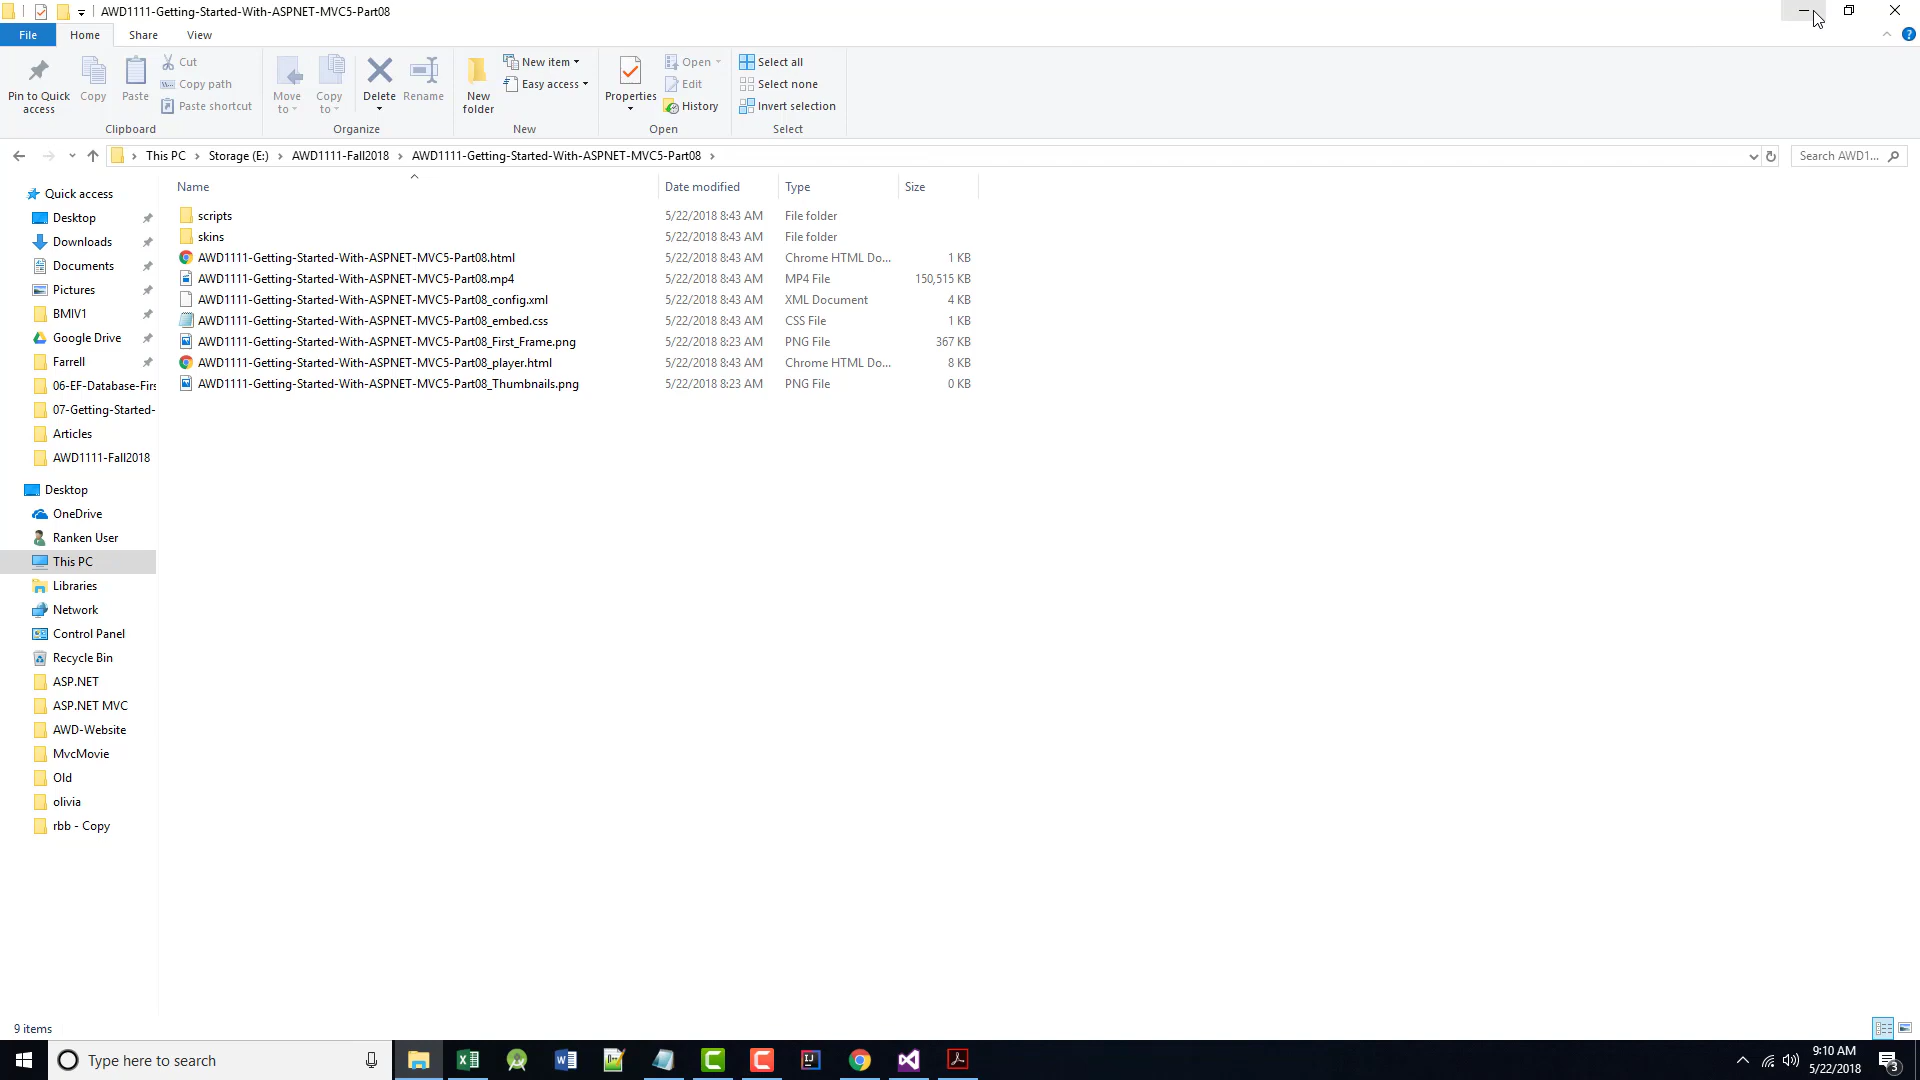 AWD1111-Getting-Started-With-ASPNET-MVC5-Part08
File Home Share View
Pin to Quick access
Copy
Paste
Cut
Copy path
Paste shortcut
Clipboard
Move to
Copy to
Delete
Rename
Organize
New folder
New item
Easy access
New
Properties
Open
Edit
History
Open
Select all
Select none
Invert selection
Select
This PC Storage (E:) AWD1111-Fall2018 AWD1111-Getting-Started-With-ASPNET-MVC5-Part08
Search AWD1...
Quick access
Desktop
Downloads
Documents
Pictures
BMIV1
Google Drive
Farrell
06-EF-Database-Firs
07-Getting-Started-
Articles
AWD1111-Fall2018
Desktop
OneDrive
Ranken User
This PC
Libraries
Network
Control Panel
Recycle Bin
ASP.NET
ASP.NET MVC
AWD-Website
MvcMovie
Old
olivia
rbb - Copy
Name Date modified Type Size
scripts 5/22/2018 8:43 AM File folder
skins 5/22/2018 8:43 AM File folder
AWD1111-Getting-Started-With-ASPNET-MVC5-Part08.html 5/22/2018 8:43 AM Chrome HTML Do... 1 KB
AWD1111-Getting-Started-With-ASPNET-MVC5-Part08.mp4 5/22/2018 8:43 AM MP4 File 150,515 KB
AWD1111-Getting-Started-With-ASPNET-MVC5-Part08_config.xml 5/22/2018 8:43 AM XML Document 4 KB
AWD1111-Getting-Started-With-ASPNET-MVC5-Part08_embed.css 5/22/2018 8:43 AM CSS File 1 KB
AWD1111-Getting-Started-With-ASPNET-MVC5-Part08_First_Frame.png 5/22/2018 8:23 AM PNG File 367 KB
AWD1111-Getting-Started-With-ASPNET-MVC5-Part08_player.html 5/22/2018 8:43 AM Chrome HTML Do... 8 KB
AWD1111-Getting-Started-With-ASPNET-MVC5-Part08_Thumbnails.png 5/22/2018 8:23 AM PNG File 0 KB
9 items
Type here to search
9:10 AM
5/22/2018
3